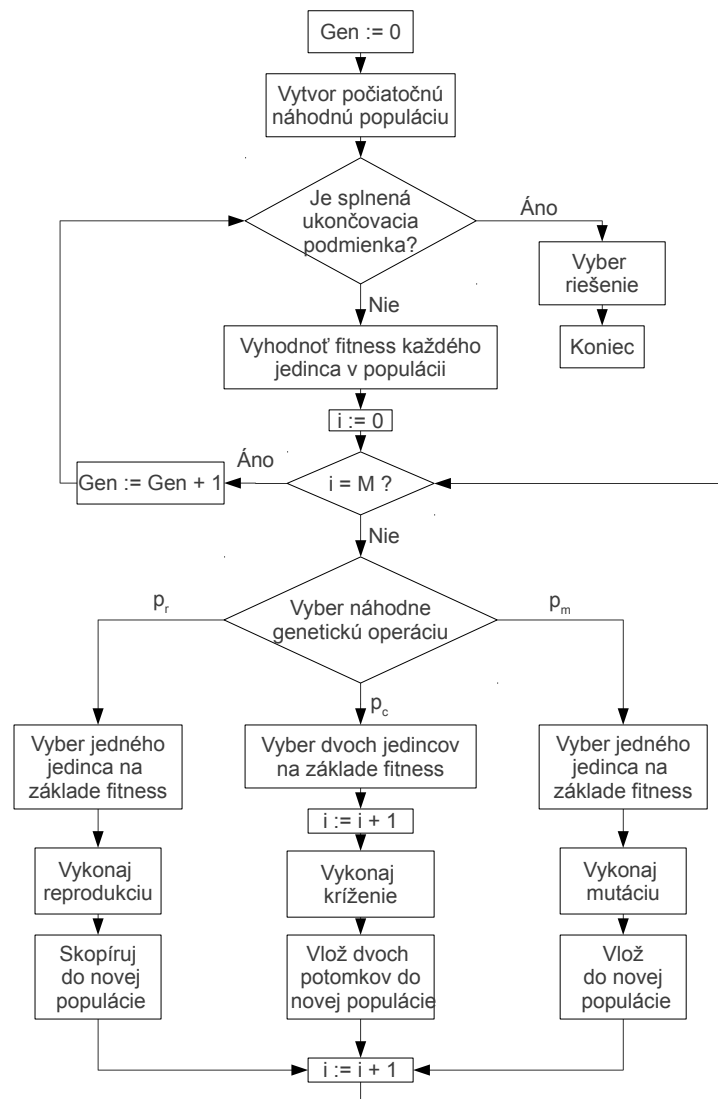 Gen := 0
Vytvor počiatočnú
náhodnú populáciu
Je splnená
ukončovacia
podmienka?
Áno
Vyber
riešenie
Koniec
Nie
Vyhodnoť fitness každého
jedinca v populácii
i := 0
Áno
Gen := Gen + 1
i = M ?
Nie
Vyber náhodne
genetickú operáciu
p_r
p_m
p_c
Vyber jedného
jedinca na
základe fitness
Vyber dvoch jedincov
na základe fitness
Vyber jedného
jedinca na
základe fitness
i := i + 1
Vykonaj
reprodukciu
Vykonaj
kríženie
Vykonaj
mutáciu
Skopíruj
do novej
populácie
Vlož dvoch
potomkov do
novej populácie
Vlož
do novej
populácie
i := i + 1